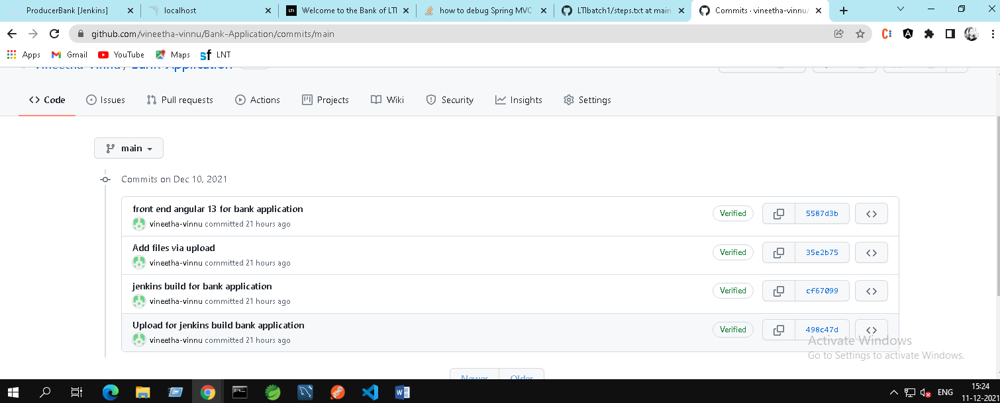 ProducerBank [Jenkins]
localhost
Welcome to the Bank of LTI
how to debug Spring MVC
LTIbatch1/steps.txt at main
Commits · vineetha-vinnu/
github.com/vineetha-vinnu/Bank-Application/commits/main
Apps
Gmail
YouTube
Maps
LNT
vineetha-vinnu / Bank-Application
Code
Issues
Pull requests
Actions
Projects
Wiki
Security
Insights
Settings
main
Commits on Dec 10, 2021
front end angular 13 for bank application
vineetha-vinnu committed 21 hours ago
Verified
5587d3b
Add files via upload
vineetha-vinnu committed 21 hours ago
Verified
35e2b75
jenkins build for bank application
vineetha-vinnu committed 21 hours ago
Verified
cf67099
Upload for jenkins build bank application
vineetha-vinnu committed 21 hours ago
Verified
498c47d
Activate Windows
Go to Settings to activate Windows.
Newer
Older
ENG
15:24
11-12-2021